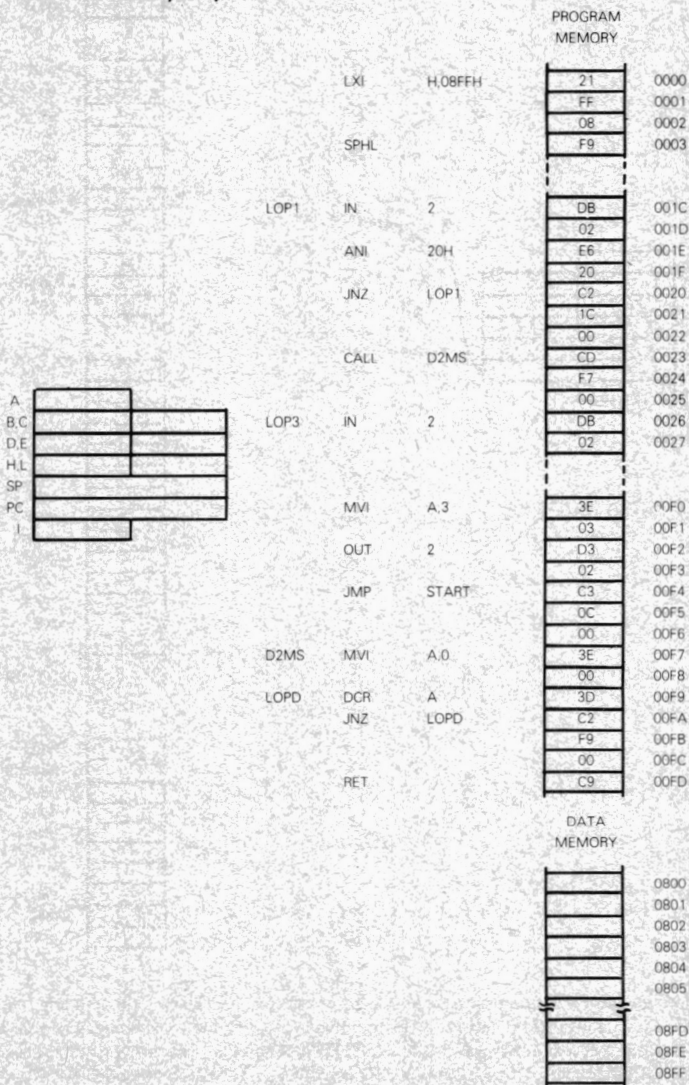 PROGRAM
MEMORY
LXI H,08FFH 21 0000
FF 0001
08 0002
SPHL F9 0003
LOP1 IN 2 DB 001C
02 001D
ANI 20H E6 001E
20 001F
JNZ LOP1 C2 0020
1C 0021
00 0022
CALL D2MS CD 0023
F7 0024
00 0025
LOP3 IN 2 DB 0026
02 0027
A
B,C
D,E
H,L
SP
PC
I
MVI A,3 3E 00F0
03 00F1
OUT 2 D3 00F2
02 00F3
JMP START C3 00F4
0C 00F5
00 00F6
D2MS MVI A,0 3E 00F7
00 00F8
LOPD DCR A 3D 00F9
JNZ LOPD C2 00FA
F9 00FB
00 00FC
RET C9 00FD
DATA
MEMORY
0800
0801
0802
0803
0804
0805
08FD
08FE
08FF